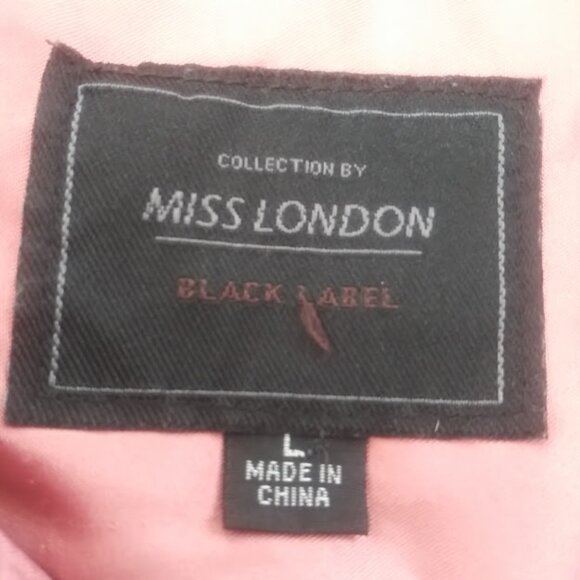 COLLECTION BY
MISS LONDON
BLACK LABEL
L
MADE IN
CHINA